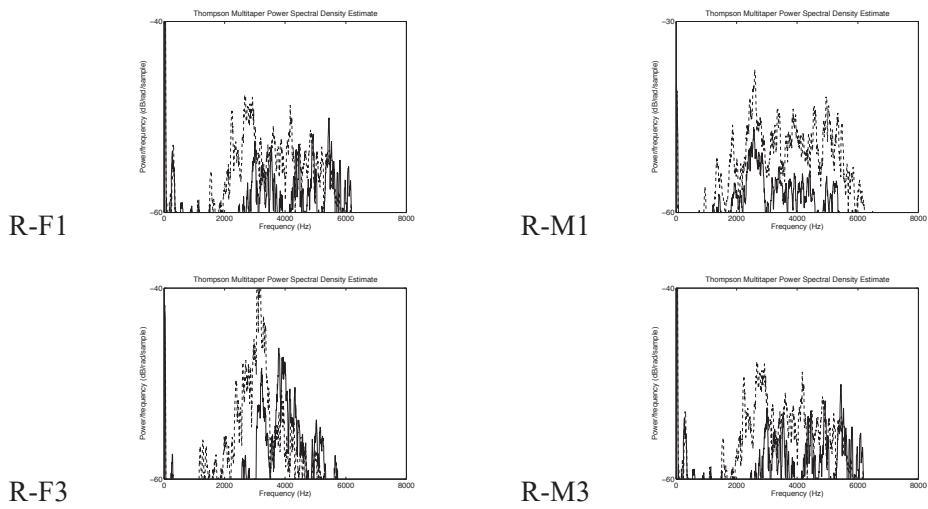 Thompson Multitaper Power Spectral Density Estimate
−40
Power/frequency (dB/rad/sample)
−60
0 2000 4000 6000 8000
Frequency (Hz)
R-F1
Thompson Multitaper Power Spectral Density Estimate
−30
Power/frequency (dB/rad/sample)
−60
0 2000 4000 6000 8000
Frequency (Hz)
R-M1
Thompson Multitaper Power Spectral Density Estimate
−40
Power/frequency (dB/rad/sample)
−60
0 2000 4000 6000 8000
Frequency (Hz)
R-F3
Thompson Multitaper Power Spectral Density Estimate
−40
Power/frequency (dB/rad/sample)
−60
0 2000 4000 6000 8000
Frequency (Hz)
R-M3